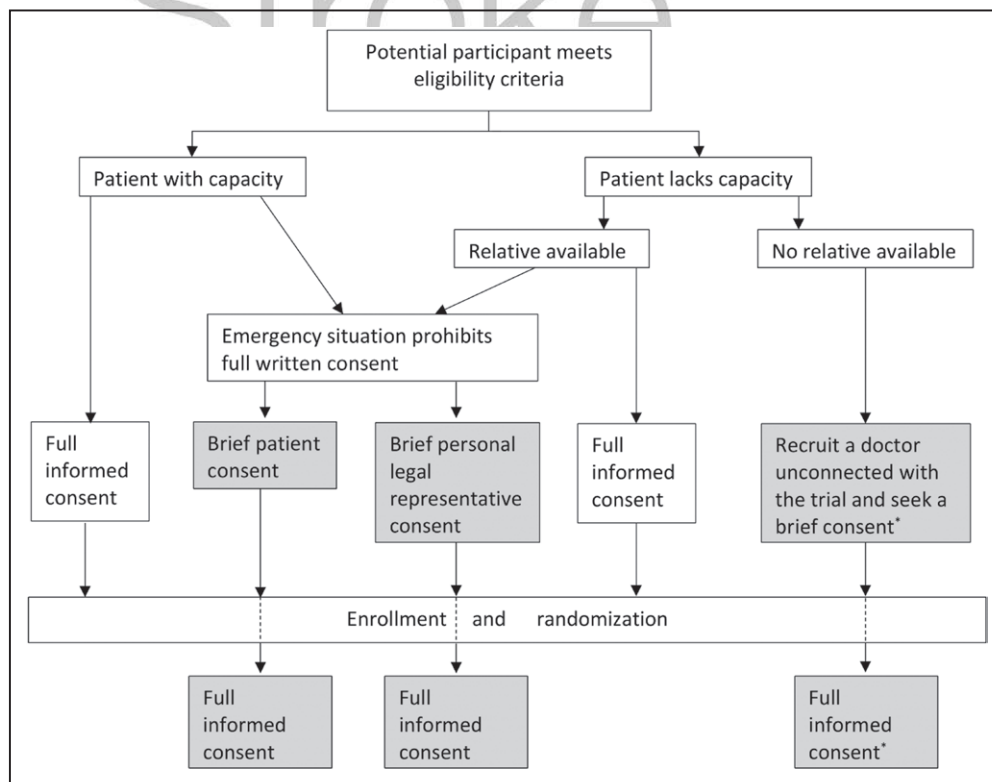 Stroke
Potential participant meets
eligibility criteria
Patient with capacity
Patient lacks capacity
Relative available
No relative available
Emergency situation prohibits
full written consent
Full
informed
consent
Brief patient
consent
Brief personal
legal
representative
consent
Full
informed
consent
Recruit a doctor
unconnected with
the trial and seek a
brief consent*
Enrollment and randomization
Full
informed
consent
Full
informed
consent
Full
informed
consent*